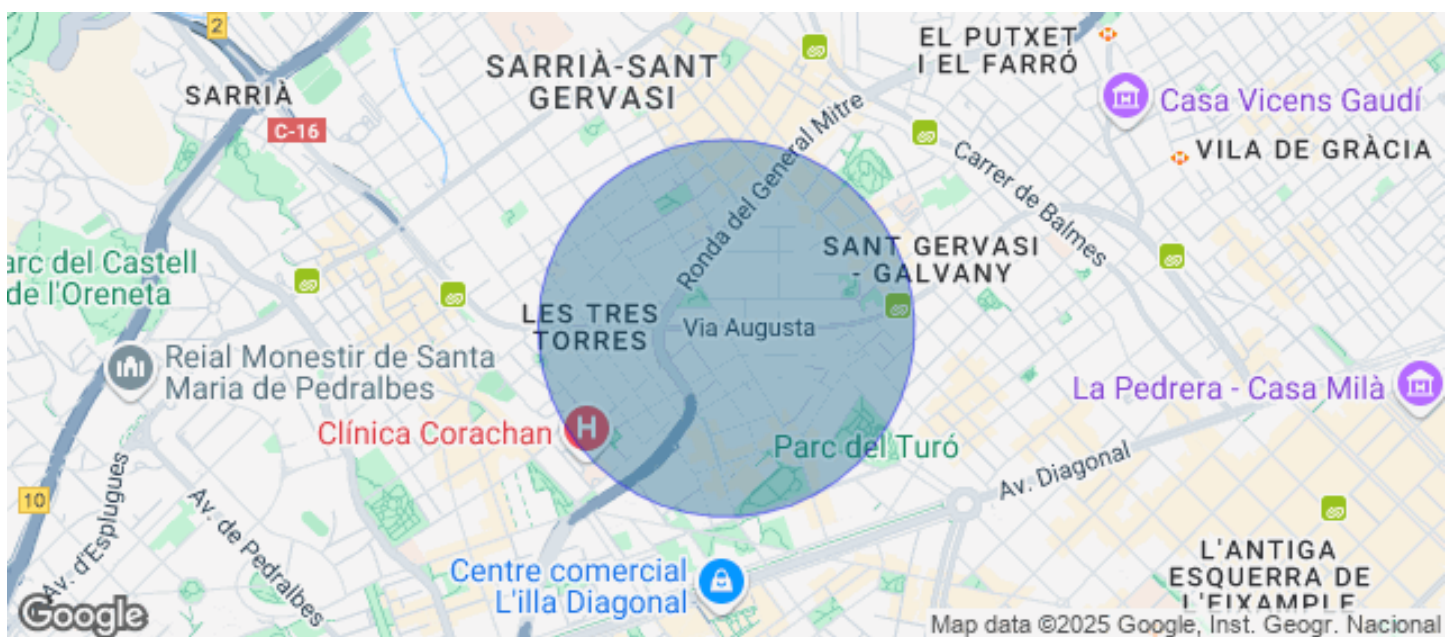 2
EL PUTXET
I EL FARRÓ
SARRIÀ-SANT
GERVASI
SARRIÀ
C-16
Casa Vicens Gaudí
VILA DE GRÀCIA
Ronda del General Mitre
Carrer de Balmes
SANT GERVASI
- GALVANY
arc del Castell
de l'Oreneta
LES TRES
TORRES
Via Augusta
Reial Monestir de Santa
Maria de Pedralbes
La Pedrera - Casa Milà
Clínica Corachan
H
Parc del Turó
Av. Diagonal
10
Av. d'Esplugues
Av. de Pedralbes
Centre comercial
L'illa Diagonal
L'ANTIGA
ESQUERRA DE
L'EIXAMPLE
Google
Map data ©2025 Google, Inst. Geogr. Nacional